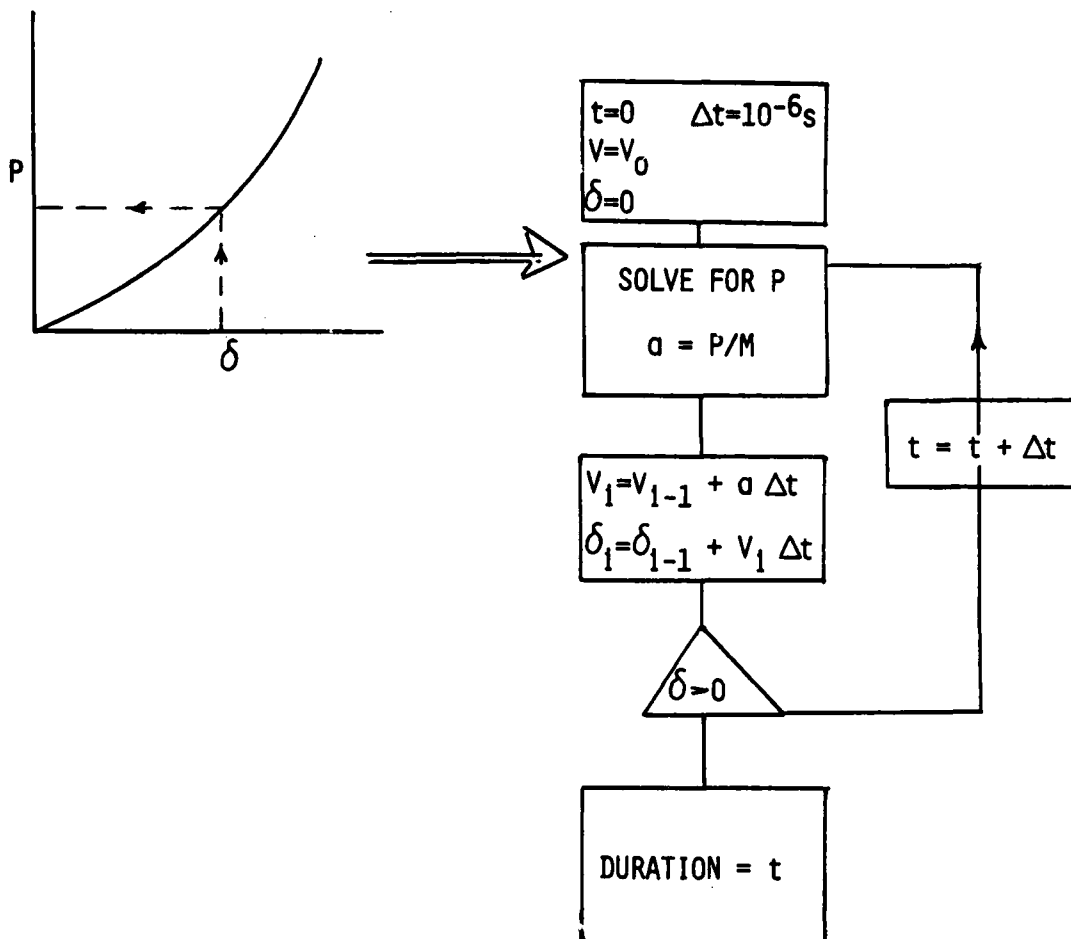 P
δ
t=0 Δt=10⁻⁶s
V=V₀
δ=0
SOLVE FOR P
a = P/M
t = t + Δt
V₁=V₁₋₁ + a Δt
δ₁=δ₁₋₁ + V₁ Δt
δ>0
DURATION = t